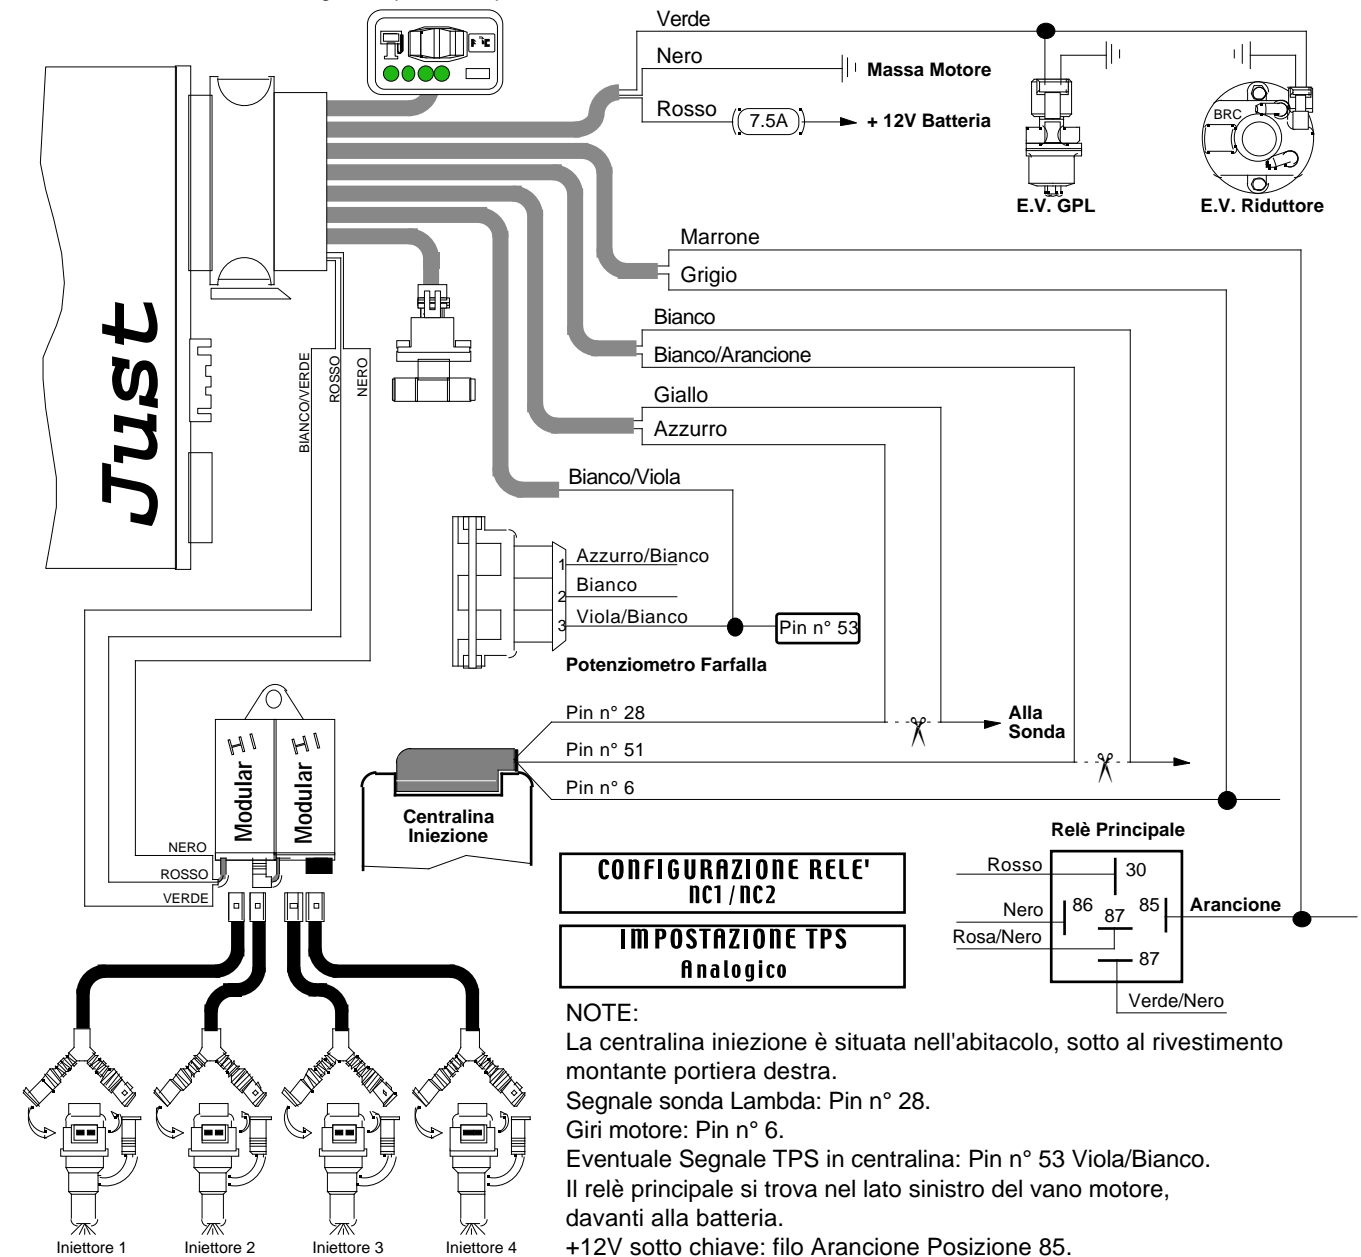 Verde
Nero
Massa Motore
Rosso
7.5A
+ 12V Batteria
BRC
E.V. GPL
E.V. Riduttore
Marrone
Grigio
Bianco
Bianco/Arancione
Giallo
Azzurro
Bianco/Viola
Just
BIANCO/VERDE
ROSSO
NERO
1
Azzurro/Bianco
2
Bianco
3
Viola/Bianco
Pin n° 53
Potenziometro Farfalla
Pin n° 28
Alla
Sonda
Pin n° 51
Pin n° 6
Centralina
Iniezione
Modular HI
Modular HI
NERO
ROSSO
VERDE
Relè Principale
Rosso
30
Nero
86
87
85
Arancione
Rosa/Nero
87
Verde/Nero
CONFIGURAZIONE RELE'
NC1/NC2
IMPOSTAZIONE TPS
Analogico
NOTE:
La centralina iniezione è situata nell'abitacolo, sotto al rivestimento
montante portiera destra.
Segnale sonda Lambda: Pin n° 28.
Giri motore: Pin n° 6.
Eventuale Segnale TPS in centralina: Pin n° 53 Viola/Bianco.
Il relè principale si trova nel lato sinistro del vano motore,
davanti alla batteria.
+12V sotto chiave: filo Arancione Posizione 85.
Iniettore 1
Iniettore 2
Iniettore 3
Iniettore 4